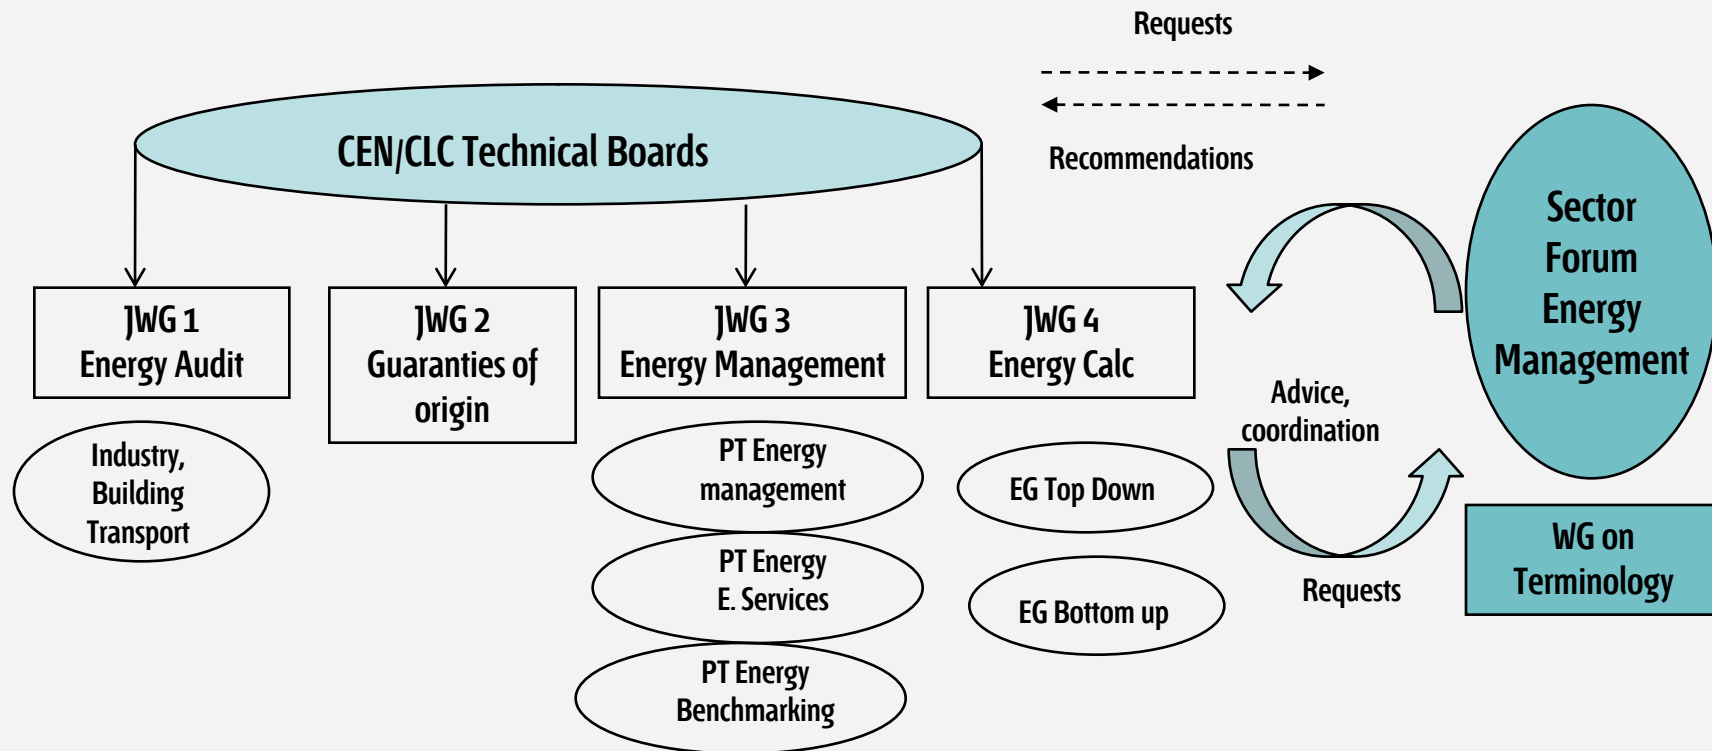 Requests
CEN/CLC Technical Boards
Recommendations
Sector
Forum
Energy
Management
JWG 1
Energy Audit
JWG 2
Guaranties of
origin
JWG 3
Energy Management
JWG 4
Energy Calc
Advice,
coordination
Industry,
Building
Transport
PT Energy
management
EG Top Down
PT Energy
E. Services
EG Bottom up
Requests
WG on
Terminology
PT Energy
Benchmarking